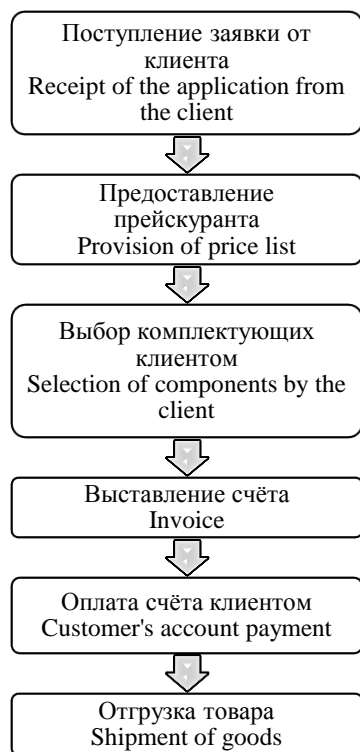 Поступление заявки от
клиента
Receipt of the application from
the client
Предоставление
прейскуранта
Provision of price list
Выбор комплектующих
клиентом
Selection of components by the
client
Выставление счёта
Invoice
Оплата счёта клиентом
Customer's account payment
Отгрузка товара
Shipment of goods